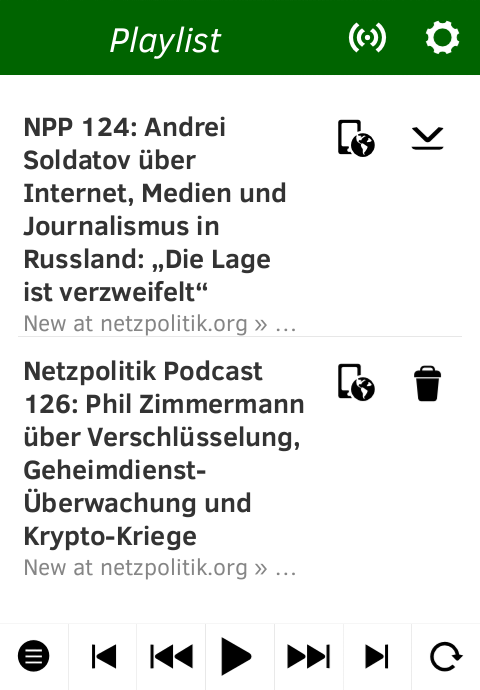 Playlist
NPP 124: Andrei
Soldatov über
Internet, Medien und
Journalismus in
Russland: „Die Lage
ist verzweifelt“
New at netzpolitik.org » …
Netzpolitik Podcast
126: Phil Zimmermann
über Verschlüsselung,
Geheimdienst-
Überwachung und
Krypto-Kriege
New at netzpolitik.org » …